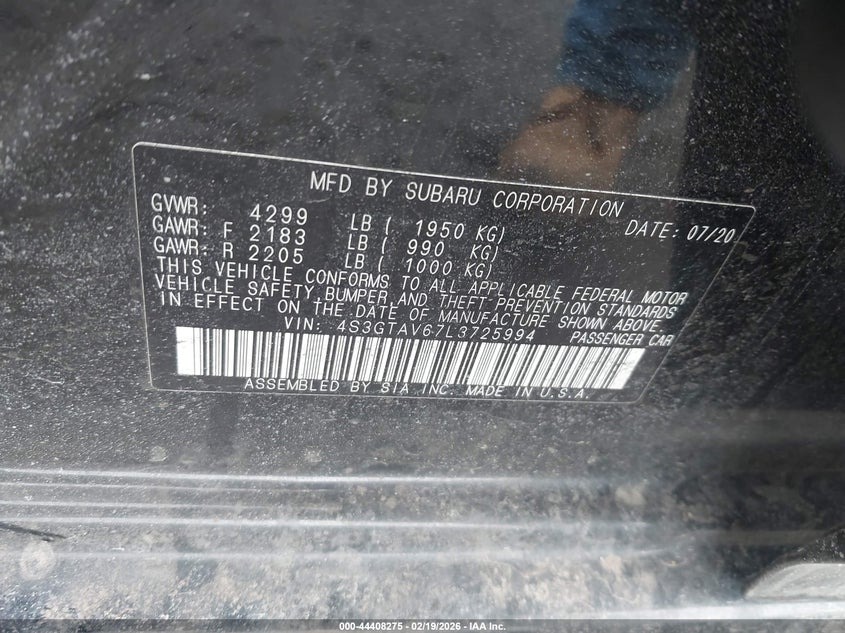 MFD BY SUBARU CORPORATION
GVWR: 4299 LB ( 1950 KG) DATE: 07/20
GAWR: F 2183 LB ( 990 KG)
GAWR: R 2205 LB ( 1000 KG)
THIS VEHICLE CONFORMS TO ALL APPLICABLE FEDERAL MOTOR
VEHICLE SAFETY, BUMPER, AND THEFT PREVENTION STANDARDS
IN EFFECT ON THE DATE OF MANUFACTURE SHOWN ABOVE.
VIN: 4S3GTAV67L3725994 PASSENGER CAR
ASSEMBLED BY SIA INC. MADE IN U.S.A.
000-44408275 - 02/19/2026 - IAA Inc.